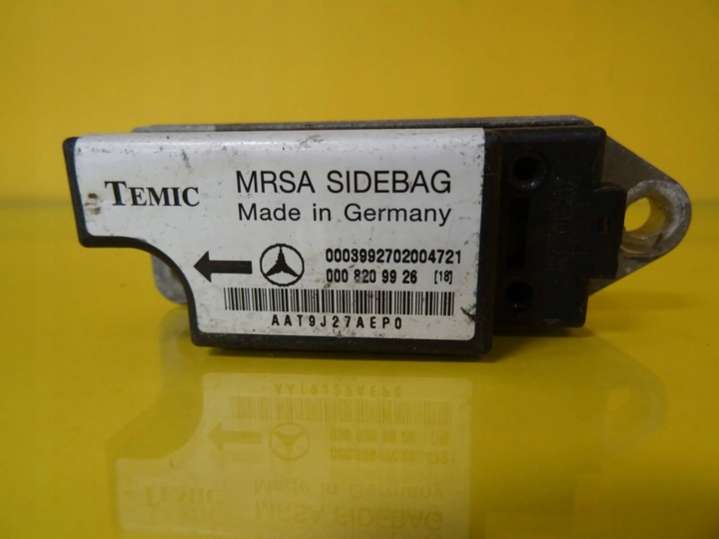 TEMIC
MRSA SIDEBAG
Made in Germany
0003992702004721
000 820 99 26 [18]
AAT9J27AEP0